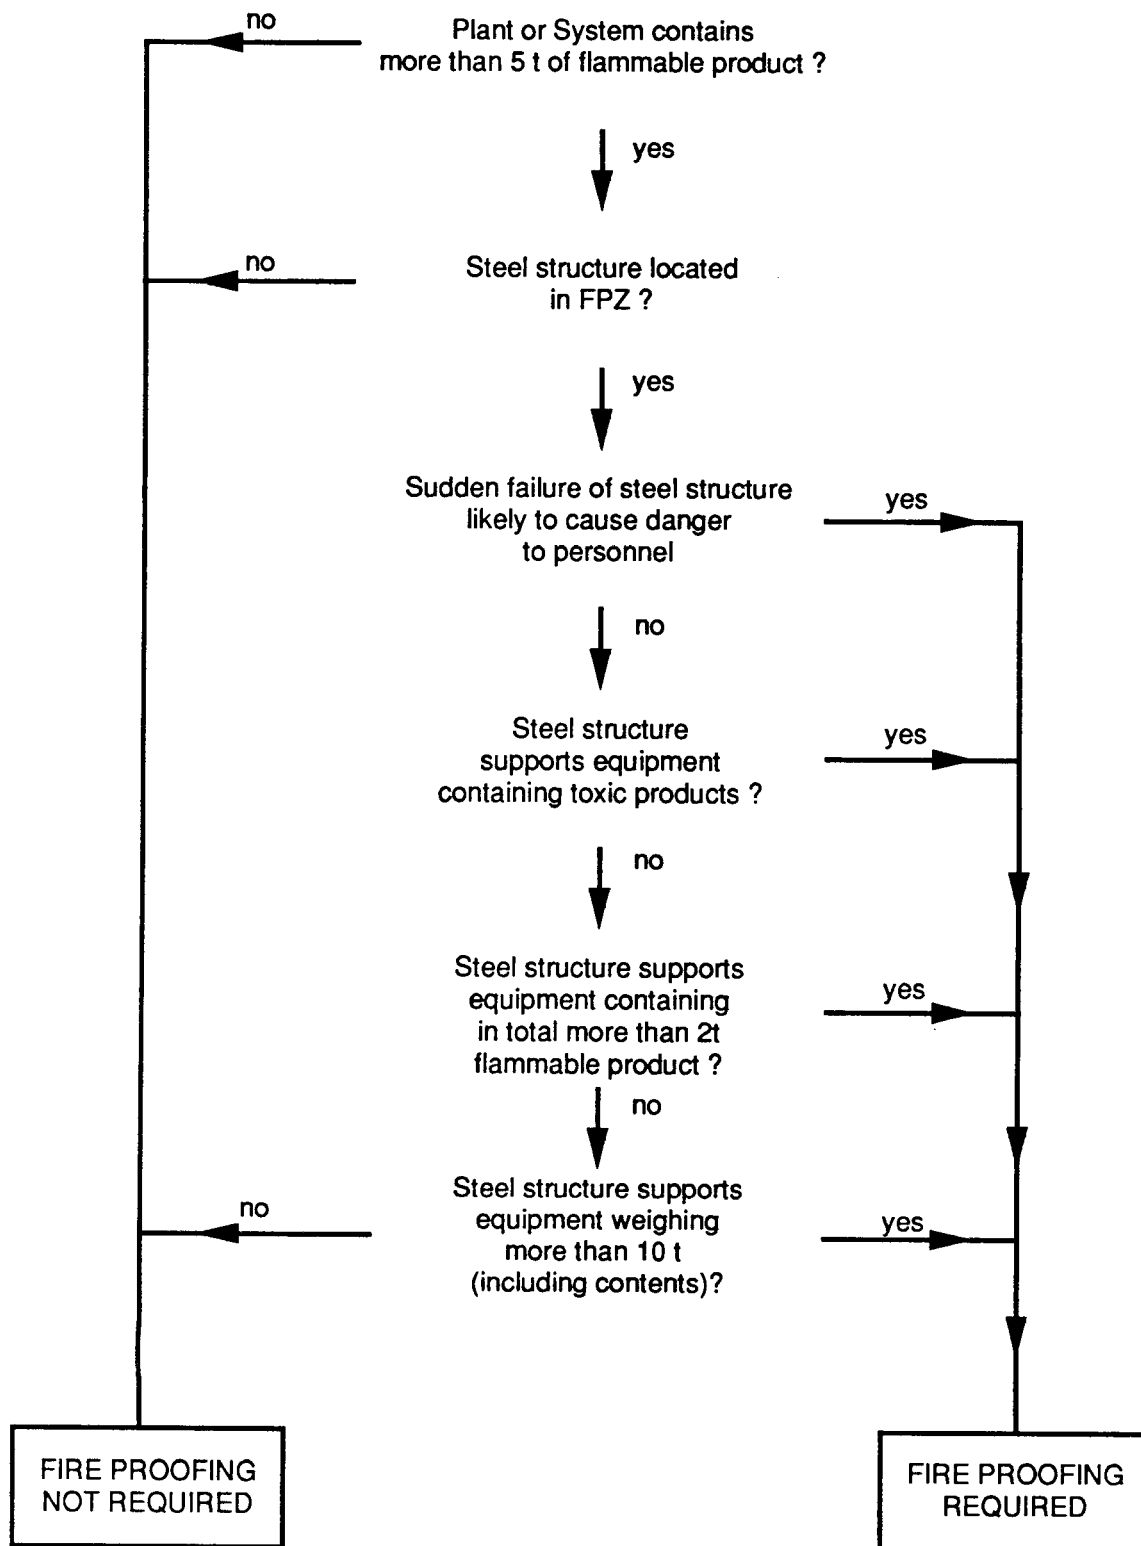 no
Plant or System contains
more than 5 t of flammable product ?
yes
no
Steel structure located
in FPZ ?
yes
Sudden failure of steel structure
likely to cause danger
to personnel
yes
no
Steel structure
supports equipment
containing toxic products ?
yes
no
Steel structure supports
equipment containing
in total more than 2t
flammable product ?
yes
no
Steel structure supports
equipment weighing
more than 10 t
(including contents)?
no
yes
FIRE PROOFING
NOT REQUIRED
FIRE PROOFING
REQUIRED